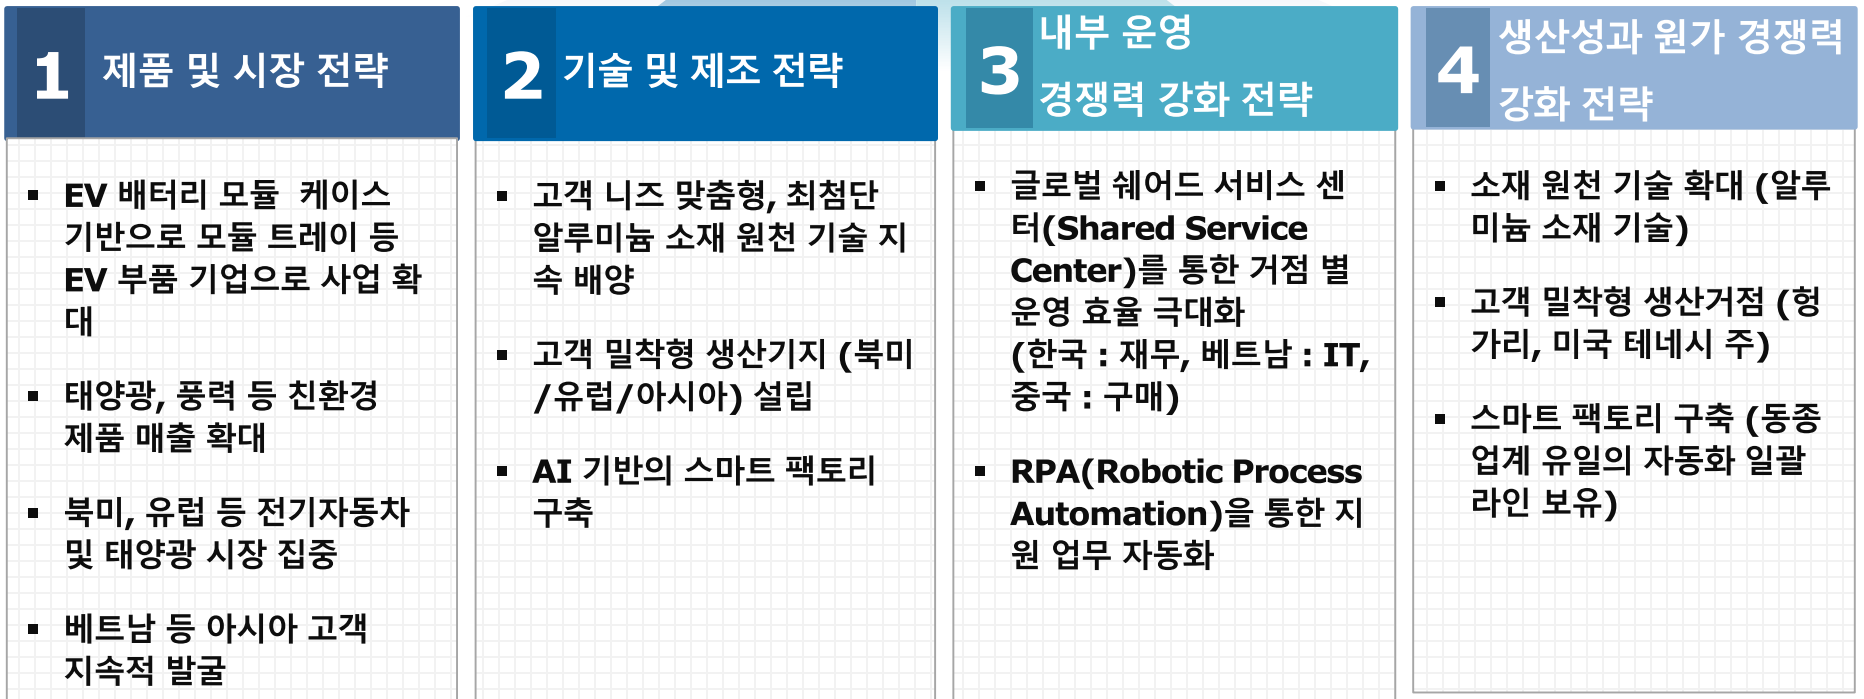 1 제품 및 시장 전략
▪ EV 배터리 모듈 케이스
기반으로 모듈 트레이 등
EV 부품 기업으로 사업 확
대
▪ 태양광, 풍력 등 친환경
제품 매출 확대
▪ 북미, 유럽 등 전기자동차
및 태양광 시장 집중
▪ 베트남 등 아시아 고객
지속적 발굴
2 기술 및 제조 전략
▪ 고객 니즈 맞춤형, 최첨단
알루미늄 소재 원천 기술 지
속 배양
▪ 고객 밀착형 생산기지 (북미
/유럽/아시아) 설립
▪ AI 기반의 스마트 팩토리
구축
3 내부 운영
경쟁력 강화 전략
▪ 글로벌 쉐어드 서비스 센
터(Shared Service
Center)를 통한 거점 별
운영 효율 극대화
(한국 : 재무, 베트남 : IT,
중국 : 구매)
▪ RPA(Robotic Process
Automation)을 통한 지
원 업무 자동화
4 생산성과 원가 경쟁력
강화 전략
▪ 소재 원천 기술 확대 (알루
미늄 소재 기술)
▪ 고객 밀착형 생산거점 (헝
가리, 미국 테네시 주)
▪ 스마트 팩토리 구축 (동종
업계 유일의 자동화 일괄
라인 보유)